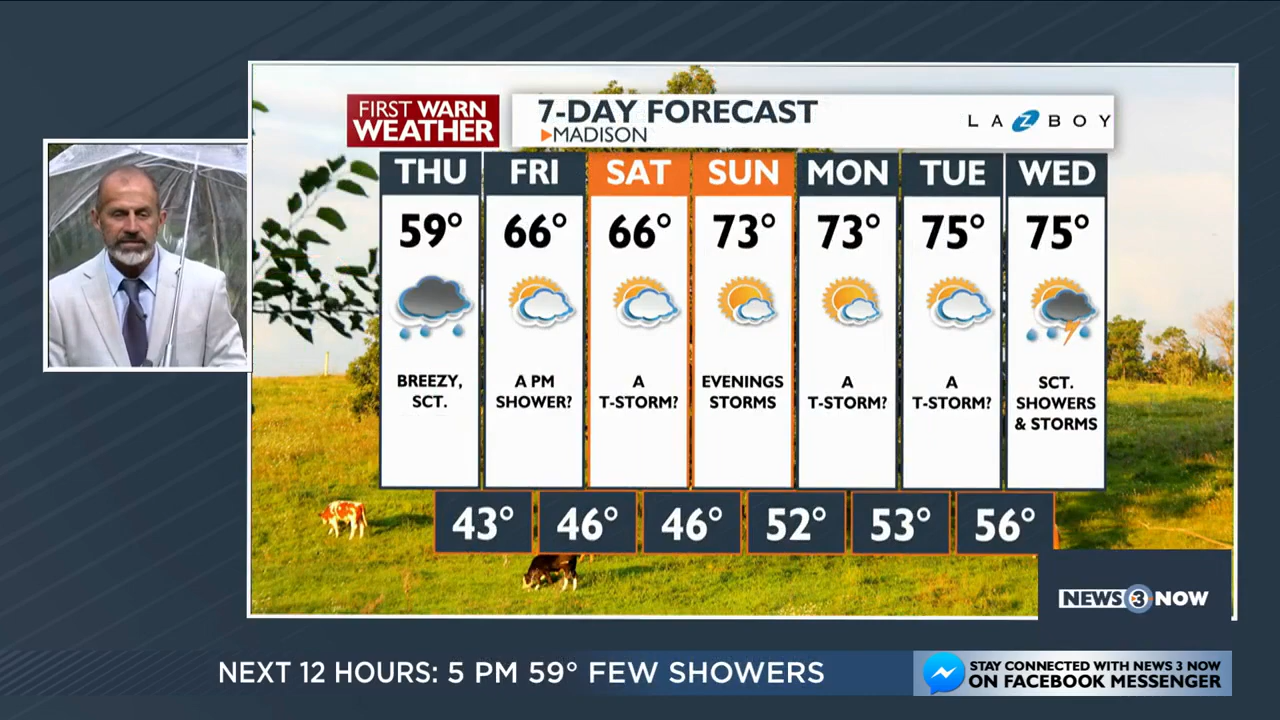 FIRST WARN
WEATHER
7-DAY FORECAST
MADISON
LA Z BOY
THU FRI SAT SUN MON TUE WED
59° 66° 66° 73° 73° 75° 75°
BREEZY,
SCT.
A PM
SHOWER?
A
T-STORM?
EVENINGS
STORMS
A
T-STORM?
A
T-STORM?
SCT.
SHOWERS
& STORMS
43° 46° 46° 52° 53° 56°
NEWS 3 NOW
NEXT 12 HOURS: 5 PM 59° FEW SHOWERS
STAY CONNECTED WITH NEWS 3 NOW
ON FACEBOOK MESSENGER